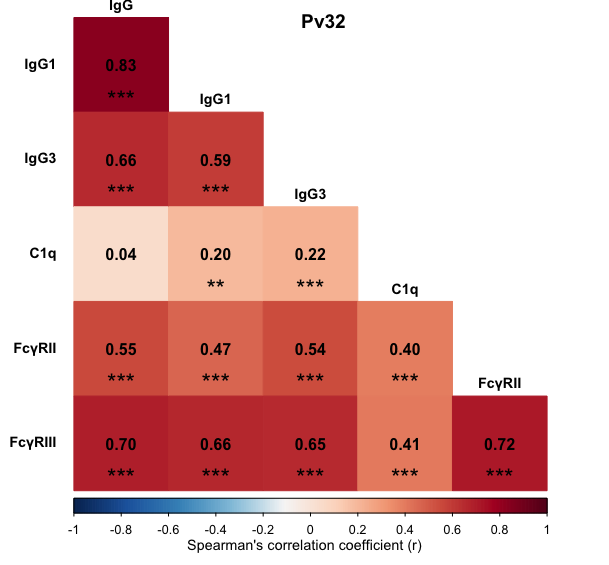 IgG
Pv32
IgG1
0.83
***
IgG1
IgG3
0.66 0.59
*** ***
IgG3
C1q
0.04 0.20 0.22
** ***
C1q
FcγRII
0.55 0.47 0.54 0.40
*** *** *** ***
FcγRII
FcγRIII
0.70 0.66 0.65 0.41 0.72
*** *** *** *** ***
-1 -0.8 -0.6 -0.4 -0.2 0 0.2 0.4 0.6 0.8 1
Spearman's correlation coefficient (r)